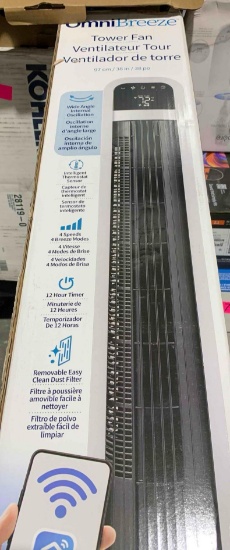 OmniBreeze
Tower Fan
Ventilateur Tour
Ventilador de torre
Wide Angle
Internal
Oscillation
Oscillation
interne
d'angle large
Oscilación
interna de
amplio ángulo
Intelligent
Thermostat
Sensor
Capteur de
thermostat
intelligent
Sensor de
termostato
inteligente
4 Speeds
4 Breeze Modes
4 Vitesse
4 Modes de Brise
4 Velocidades
4 Modos de Brisa
12 Hour Timer
Minuterie de
12 Heures
Temporizador
De 12 Horas
Removable Easy
Clean Dust Filter
Filtre à poussière
amovible facile à
nettoyer
Filtro de polvo
extraíble fácil de
limpiar
KOHLER
28119-0